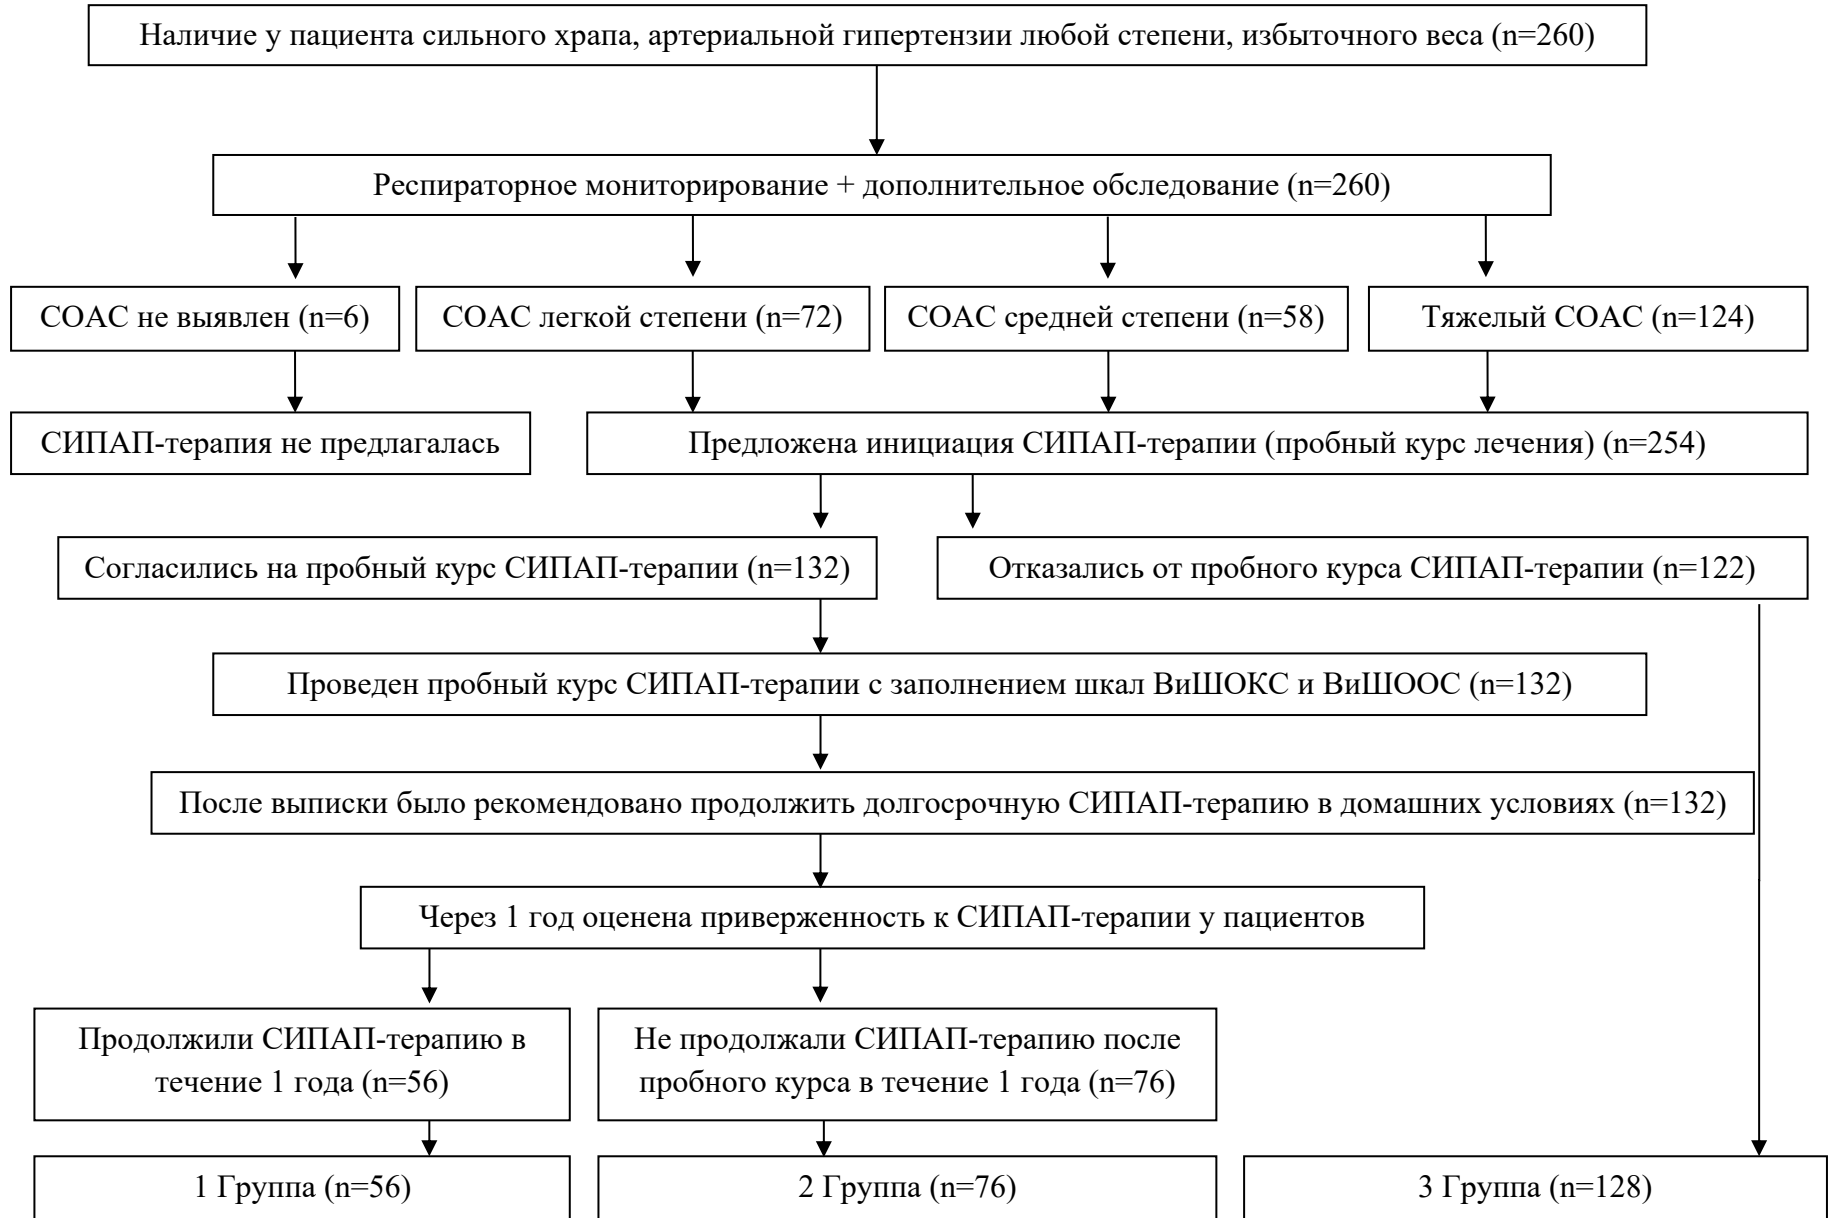 Наличие у пациента сильного храпа, артериальной гипертензии любой степени, избыточного веса (n=260)
Респираторное мониторирование + дополнительное обследование (n=260)
СОАС не выявлен (n=6)
СОАС легкой степени (n=72)
СОАС средней степени (n=58)
Тяжелый СОАС (n=124)
СИПАП-терапия не предлагалась
Предложена инициация СИПАП-терапии (пробный курс лечения) (n=254)
Согласились на пробный курс СИПАП-терапии (n=132)
Отказались от пробного курса СИПАП-терапии (n=122)
Проведен пробный курс СИПАП-терапии с заполнением шкал ВиШОКС и ВиШООС (n=132)
После выписки было рекомендовано продолжить долгосрочную СИПАП-терапию в домашних условиях (n=132)
Через 1 год оценена приверженность к СИПАП-терапии у пациентов
Продолжили СИПАП-терапию в
течение 1 года (n=56)
Не продолжали СИПАП-терапию после
пробного курса в течение 1 года (n=76)
1 Группа (n=56)
2 Группа (n=76)
3 Группа (n=128)